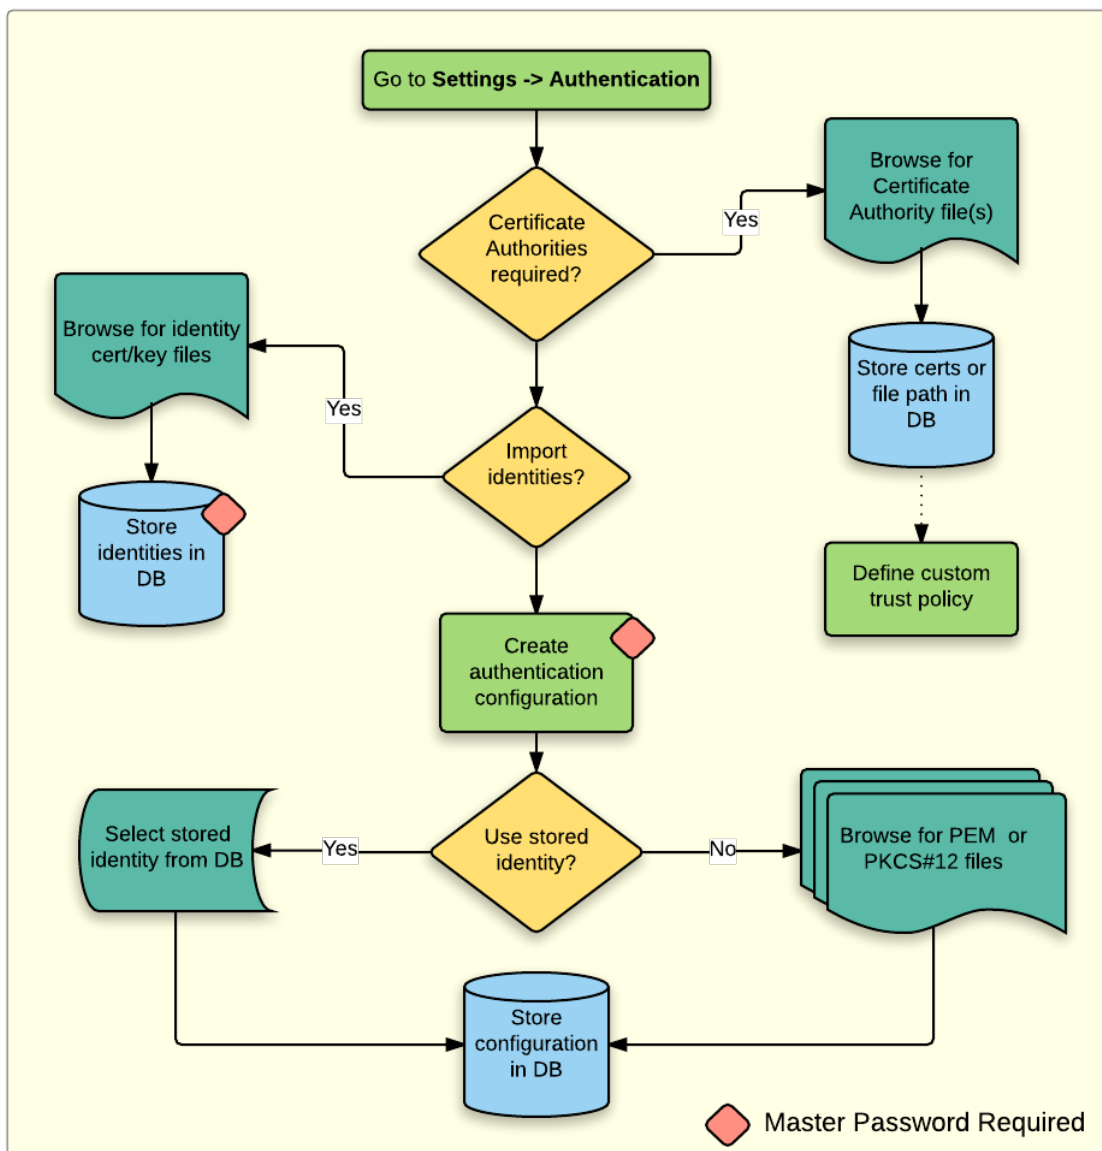 Go to Settings -> Authentication
Certificate
Authorities
required?
Yes
Browse for
Certificate
Authority file(s)
Store certs or
file path in
DB
Define custom
trust policy
Import
identities?
Yes
Browse for identity
cert/key files
Store
identities in
DB
Create
authentication
configuration
Use stored
identity?
Yes
Select stored
identity from DB
No
Browse for PEM or
PKCS#12 files
Store
configuration
in DB
Master Password Required